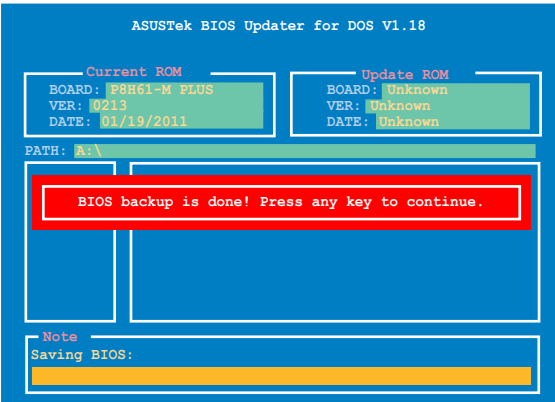 ASUSTek BIOS Updater for DOS V1.18
Current ROM
BOARD: P8H61-M PLUS
VER: 0213
DATE: 01/19/2011
Update ROM
BOARD: Unknown
VER: Unknown
DATE: Unknown
PATH: A:\
BIOS backup is done! Press any key to continue.
Note
Saving BIOS: